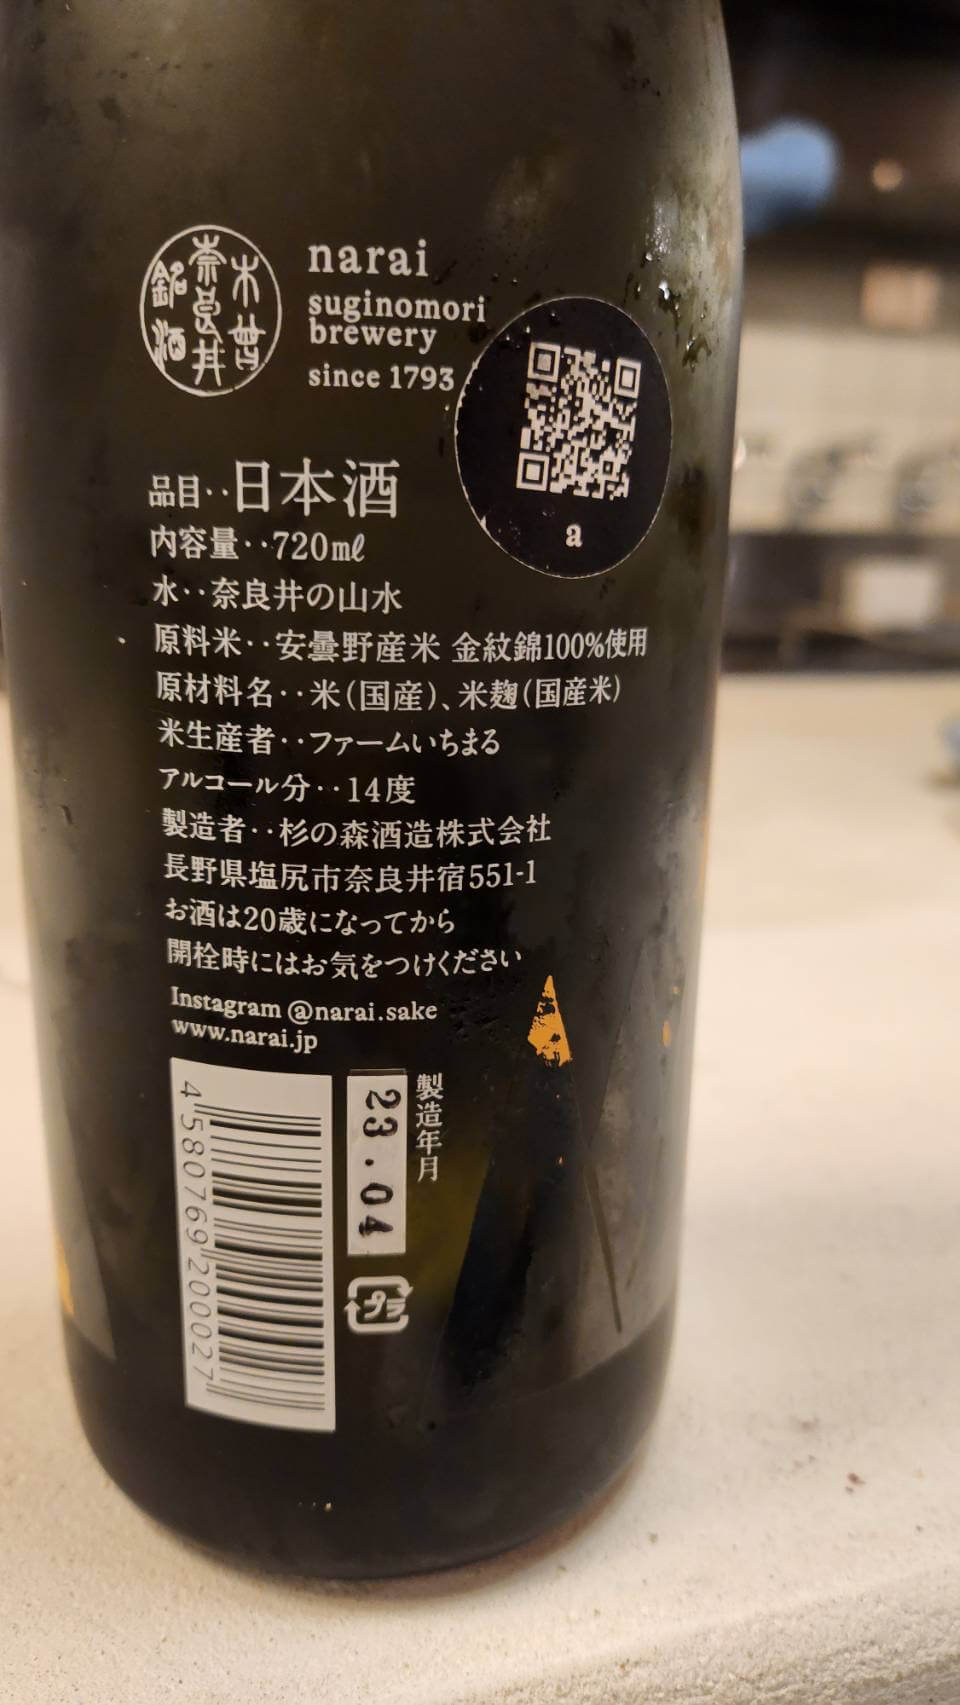 木曽
奈良井
銘酒
narai
suginomori
brewery
since 1793
a
品目‥日本酒
内容量‥720mℓ
水‥奈良井の山水
原料米‥安曇野産米 金紋錦100%使用
原材料名‥米(国産)、米麹(国産米)
米生産者‥ファームいちまる
アルコール分‥14度
製造者‥杉の森酒造株式会社
長野県塩尻市奈良井宿551-1
お酒は20歳になってから
開栓時にはお気をつけください
Instagram @narai.sake
www.narai.jp
製造年月
23.04
4 580769 200027
プラ